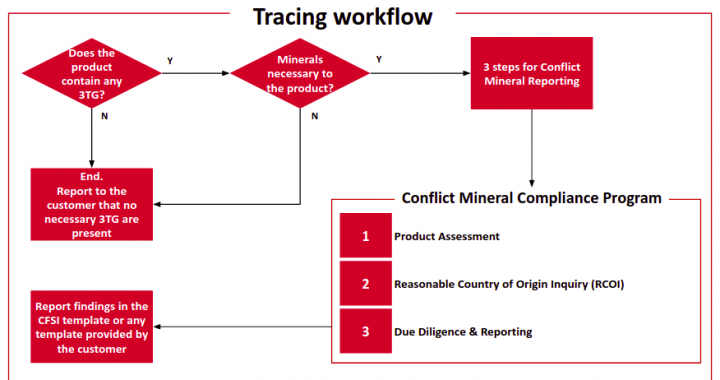 Tracing workflow
Does the
product
contain any
3TG?
Y
N
Minerals
necessary to
the product?
Y
N
3 steps for Conflict
Mineral Reporting
End.
Report to the
customer that no
necessary 3TG are
present
Conflict Mineral Compliance Program
1 Product Assessment
2 Reasonable Country of Origin Inquiry (RCOI)
3 Due Diligence & Reporting
Report findings in the
CFSI template or any
template provided by
the customer